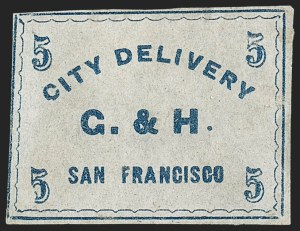 5 5
CITY DELIVERY
G. & H.
SAN FRANCISCO
5 5